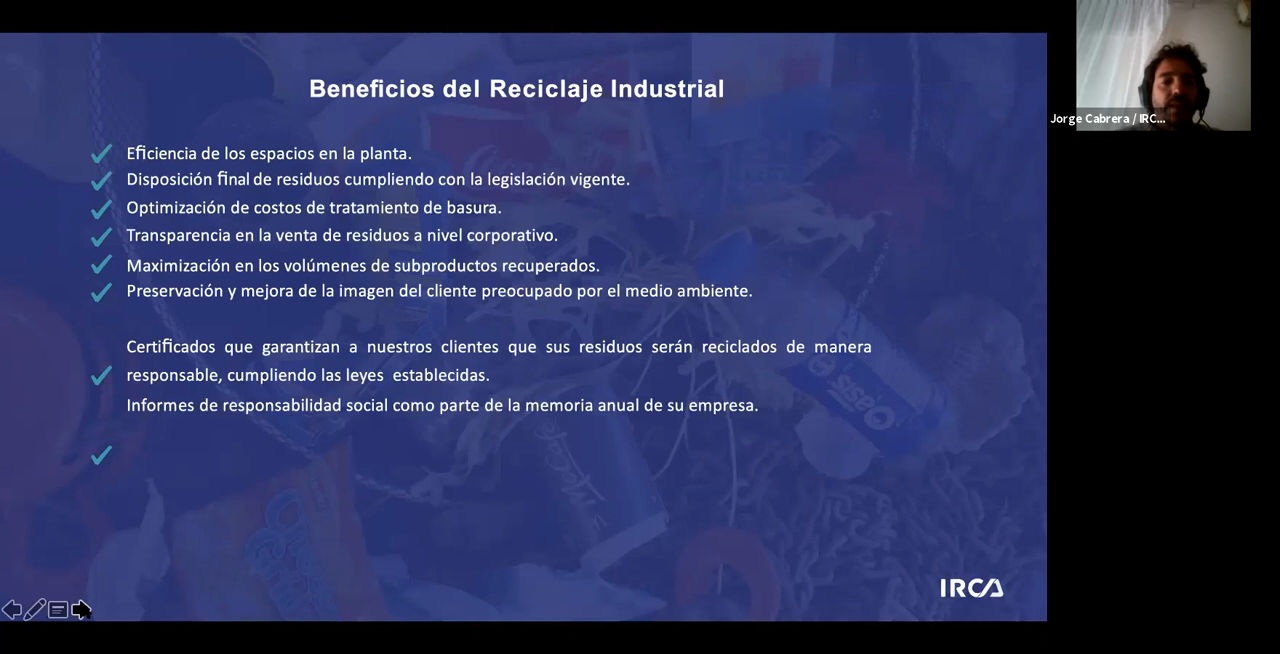 Beneficios del Reciclaje Industrial
Jorge Cabrera / IRC...
Eficiencia de los espacios en la planta.
Disposición final de residuos cumpliendo con la legislación vigente.
Optimización de costos de tratamiento de basura.
Transparencia en la venta de residuos a nivel corporativo.
Maximización en los volúmenes de subproductos recuperados.
Preservación y mejora de la imagen del cliente preocupado por el medio ambiente.
Certificados que garantizan a nuestros clientes que sus residuos serán reciclados de manera
responsable, cumpliendo las leyes establecidas.
Informes de responsabilidad social como parte de la memoria anual de su empresa.
Oasis
IRCA